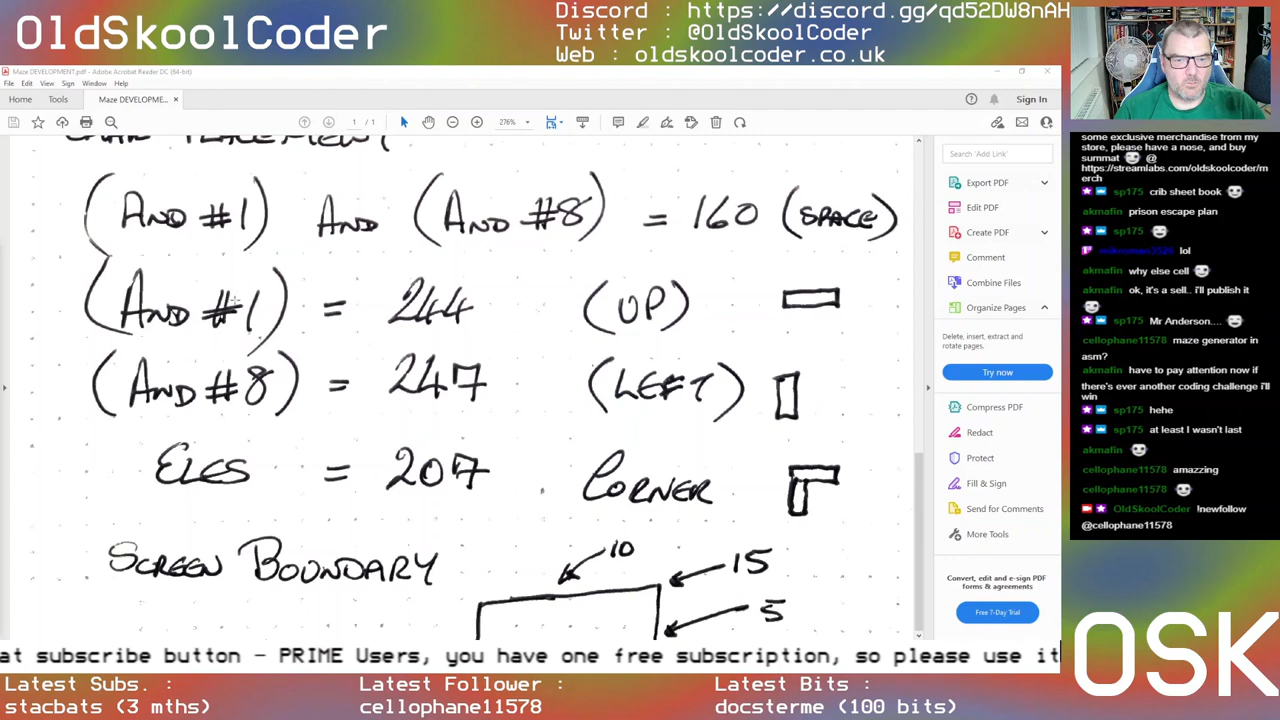 OldSkoolCoder
Discord : https://discord.gg/qd52DW8nAH
Twitter : @OldSkoolCoder
Web : oldskoolcoder.co.uk
Maze DEVELOPMENT.pdf - Adobe Acrobat Reader DC (64-bit)
File Edit View Sign Window Help
Home Tools Maze DEVELOPME... × Sign In
1 / 1 276%
PLACEMENT
(AND #1) AND (AND #8) = 160 (SPACE)
(AND #1) = 244 (UP)
(AND #8) = 247 (LEFT)
ELES = 207 CORNER
SCREEN BOUNDARY
10
15
5
Search 'Add Link'
Export PDF
Edit PDF
Create PDF
Comment
Combine Files
Organize Pages
Delete, insert, extract and
rotate pages.
Try now
Compress PDF
Redact
Protect
Fill & Sign
Send for Comments
More Tools
Convert, edit and e-sign PDF
forms & agreements
Free 7-Day Trial
some exclusive merchandise from my
store, please have a nose, and buy
summat @
https://streamlabs.com/oldskoolcoder/m
erch
sp175 crib sheet book
akmafin prison escape plan
sp175
lol
akmafin why else cell
akmafin ok, it's a sell.. i'll publish it
sp175 Mr Anderson....
cellophane11578 maze generator in
asm?
akmafin have to pay attention now if
there's ever another coding challenge i'll
win
sp175 hehe
sp175 at least I wasn't last
akmafin
cellophane11578 amazzing
cellophane11578
OldSkoolCoder !newfollow
@cellophane11578
at subscribe button - PRIME Users, you have one free subscription, so please use it
Latest Subs. :
stacbats (3 mths)
Latest Follower :
cellophane11578
Latest Bits :
docsterme (100 bits)
OSK